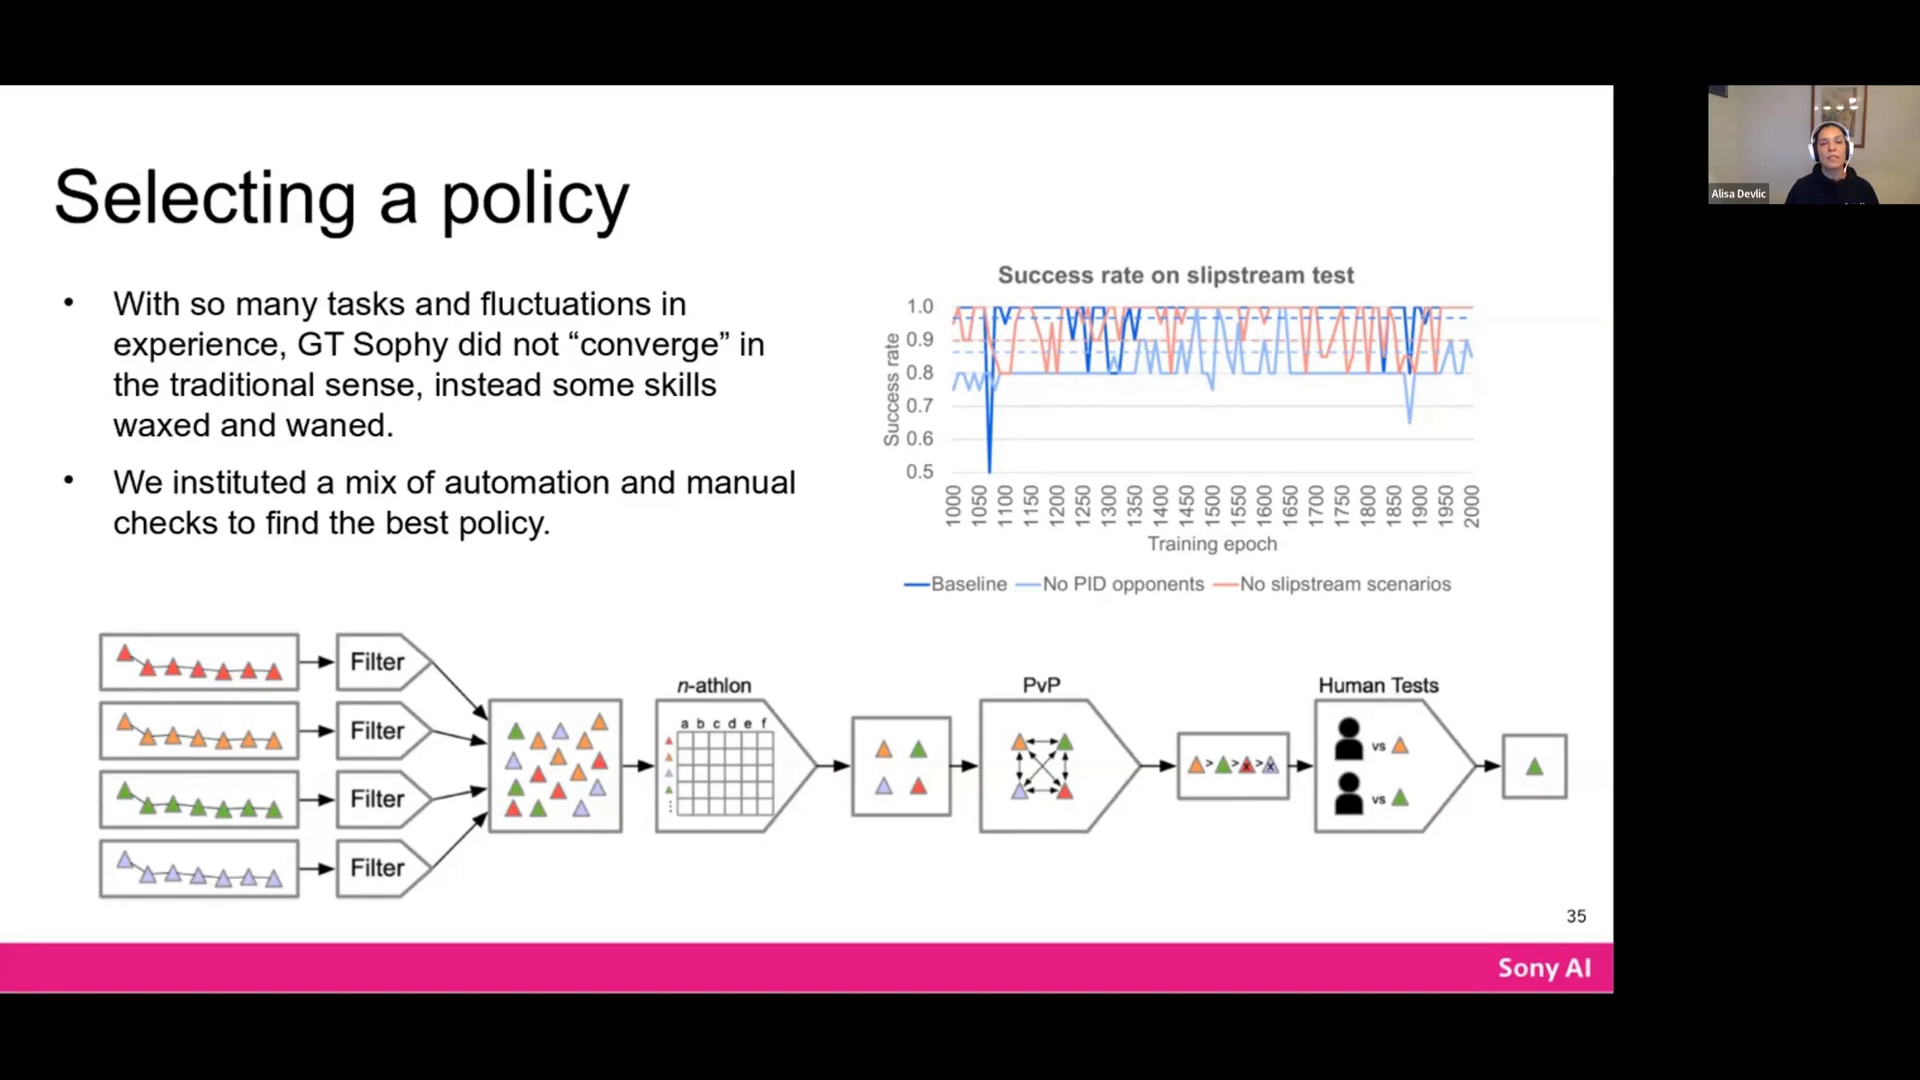 Selecting a policy
• With so many tasks and fluctuations in
experience, GT Sophy did not “converge” in
the traditional sense, instead some skills
waxed and waned.
• We instituted a mix of automation and manual
checks to find the best policy.
Success rate on slipstream test
Success rate
1.0
0.9
0.8
0.7
0.6
0.5
1000 1050 1100 1150 1200 1250 1300 1350 1400 1450 1500 1550 1600 1650 1700 1750 1800 1850 1900 1950 2000
Training epoch
Baseline No PID opponents No slipstream scenarios
Filter
Filter
Filter
Filter
n-athlon
a b c d e f
PvP
> > >
x x
Human Tests
vs
vs
35
Sony AI
Alisa Devlic